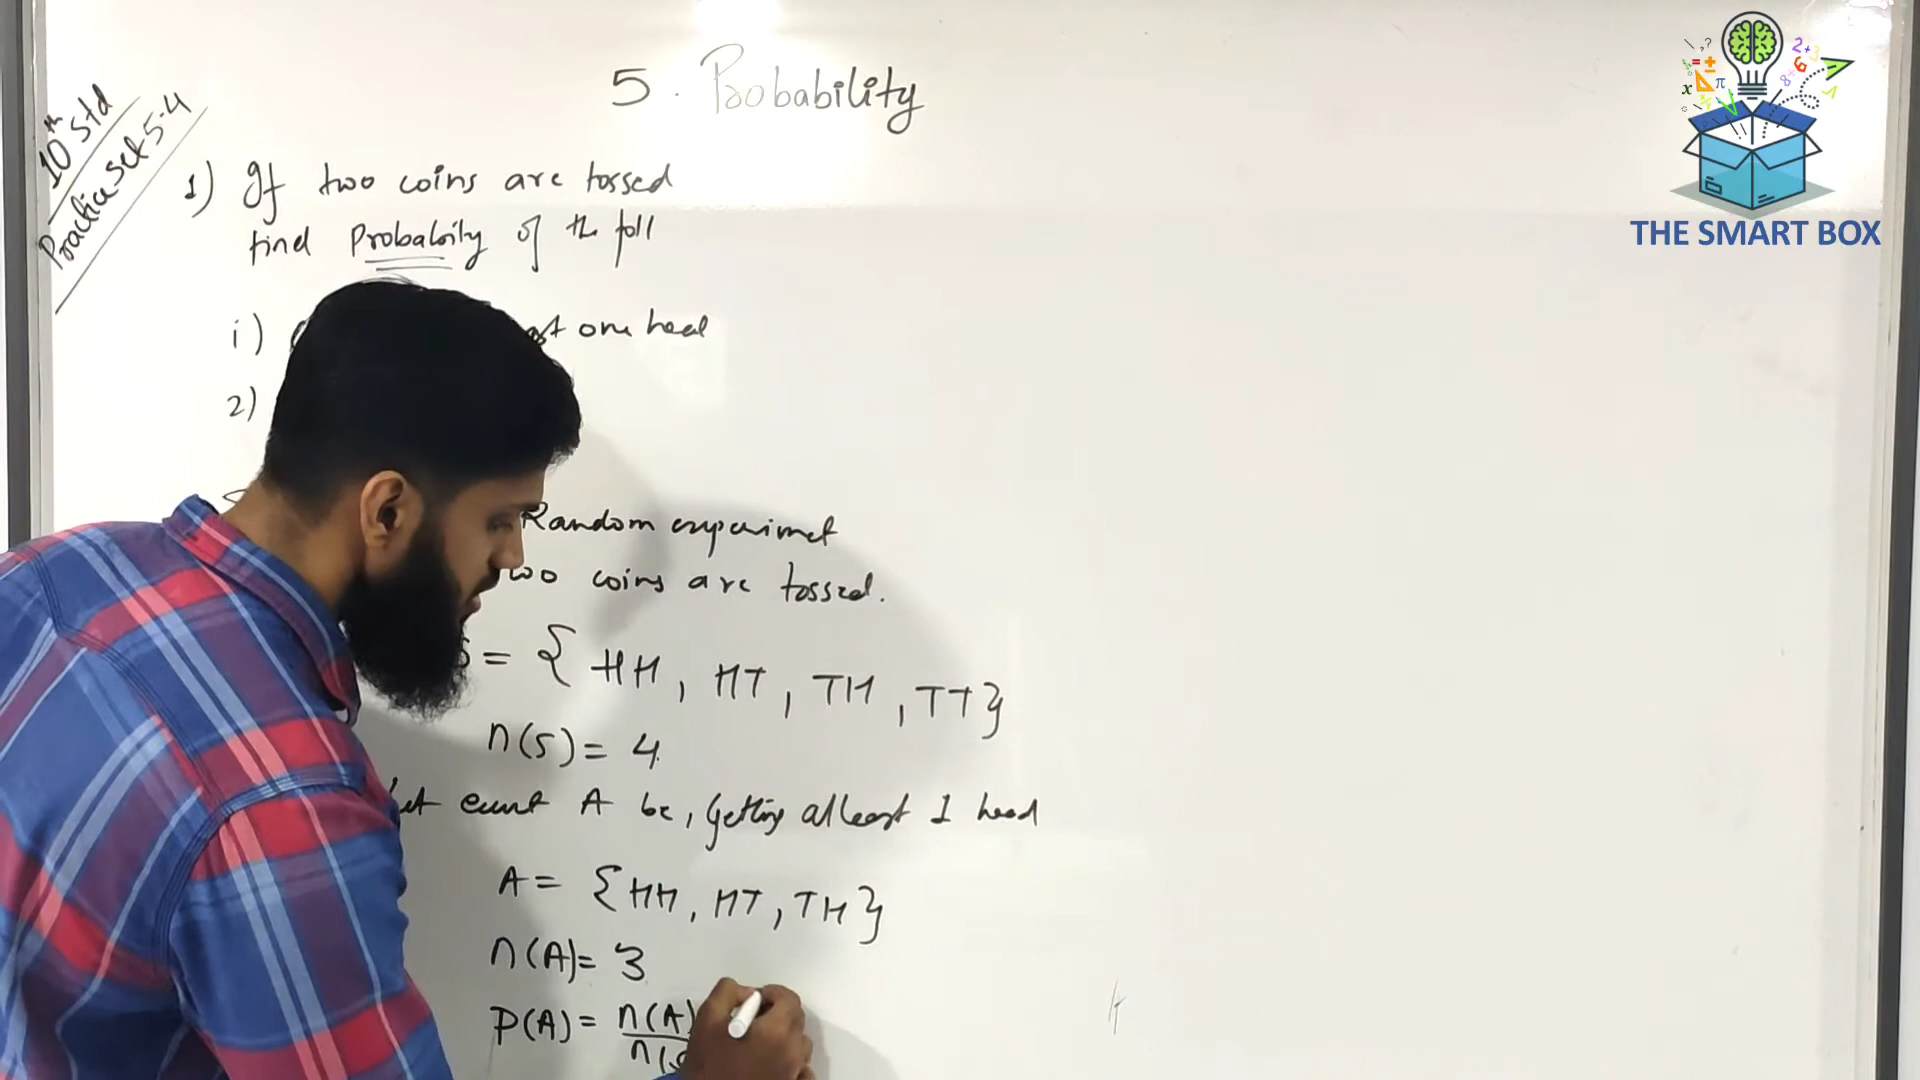 5. Probability
10th std
Practice Set 5.4
1) If two coins are tossed
find Probability of the foll
i) one head
2)
Random experimet
two coins are tossed.
S = { HH, HT, TH, TT}
n(S) = 4
Let event A be, Getting atleast 1 head
A = {HH, HT, TH}
n(A) = 3
P(A) = n(A)
n(S
THE SMART BOX